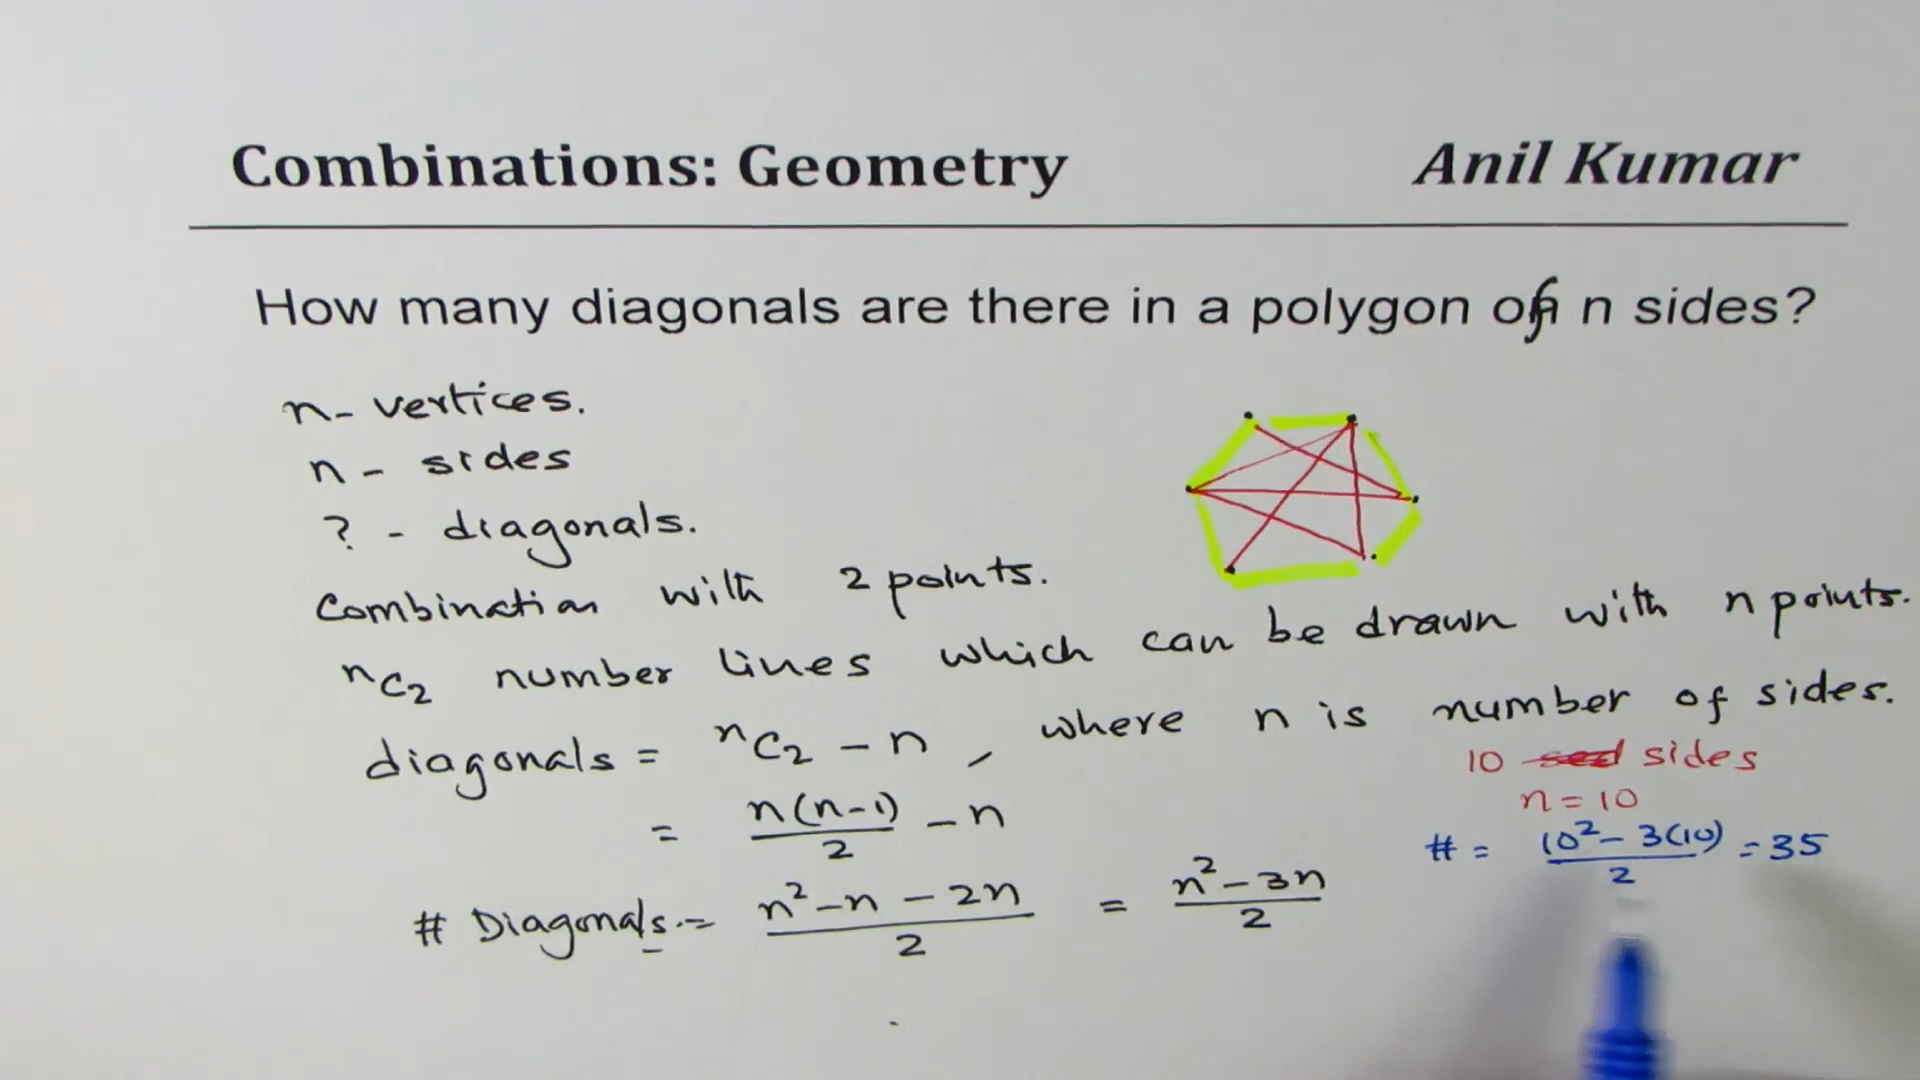 Combinations: Geometry
Anil Kumar
How many diagonals are there in a polygon of n sides?
n- vertices.
n - sides
? - diagonals.
Combination with 2 points.
ⁿC₂ number lines which can be drawn with n points.
diagonals = ⁿC₂ - n, where n is number of sides.
= n(n-1)/2 - n
# Diagonals = (n² - n - 2n)/2 = (n² - 3n)/2
10 sides
n = 10
# = (10² - 3(10))/2 = 35